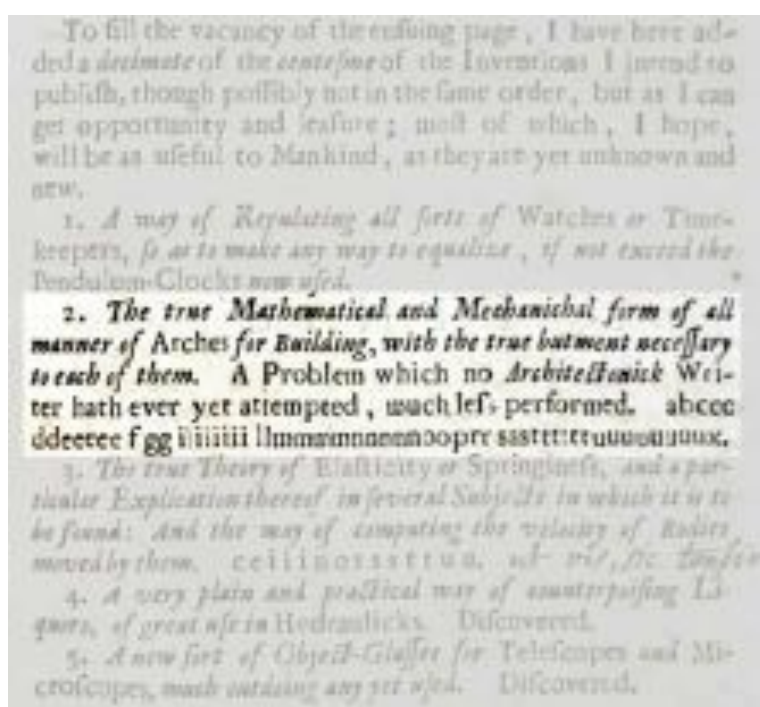 To fill the vacancy of the enſuing page, I have here ad-
ded a decimate of the centeſme of the Inventions I intend to
publiſh, though poſſibly not in the ſame order, but as I can
get opportunity and leaſure; moſt of which, I hope,
will be as uſeful to Mankind, as they are yet unknown and
new.
1. A way of Regulating all ſorts of Watches or Time-
keepers, ſo as to make any way to equalize, if not exceed the
Pendulum-Clocks now uſed.
2. The true Mathematical and Mechanichal form of all
manner of Arches for Building, with the true butment neceſſary
to each of them. A Problem which no Architectonick Wri-
ter hath ever yet attempted, much leſs performed. abccc
ddeeeee f gg
3. The true Theory of Elaſticity or Springineſs, and a par-
ticular Explication thereof in ſeveral Subjects in which it is to
be found: And the way of computing the velocity of Bodies
moved by them. ceiiinosssttuu. ut vis, sic tensio
4. A very plain and practical way of counterpoiſing Li-
quors, of great uſe in Hydraulicks. Diſcovered.
5. A new ſort of Object-Glaſſes for Teleſcopes and Mi-
croſcopes, much outdoing any yet uſed. Diſcovered.